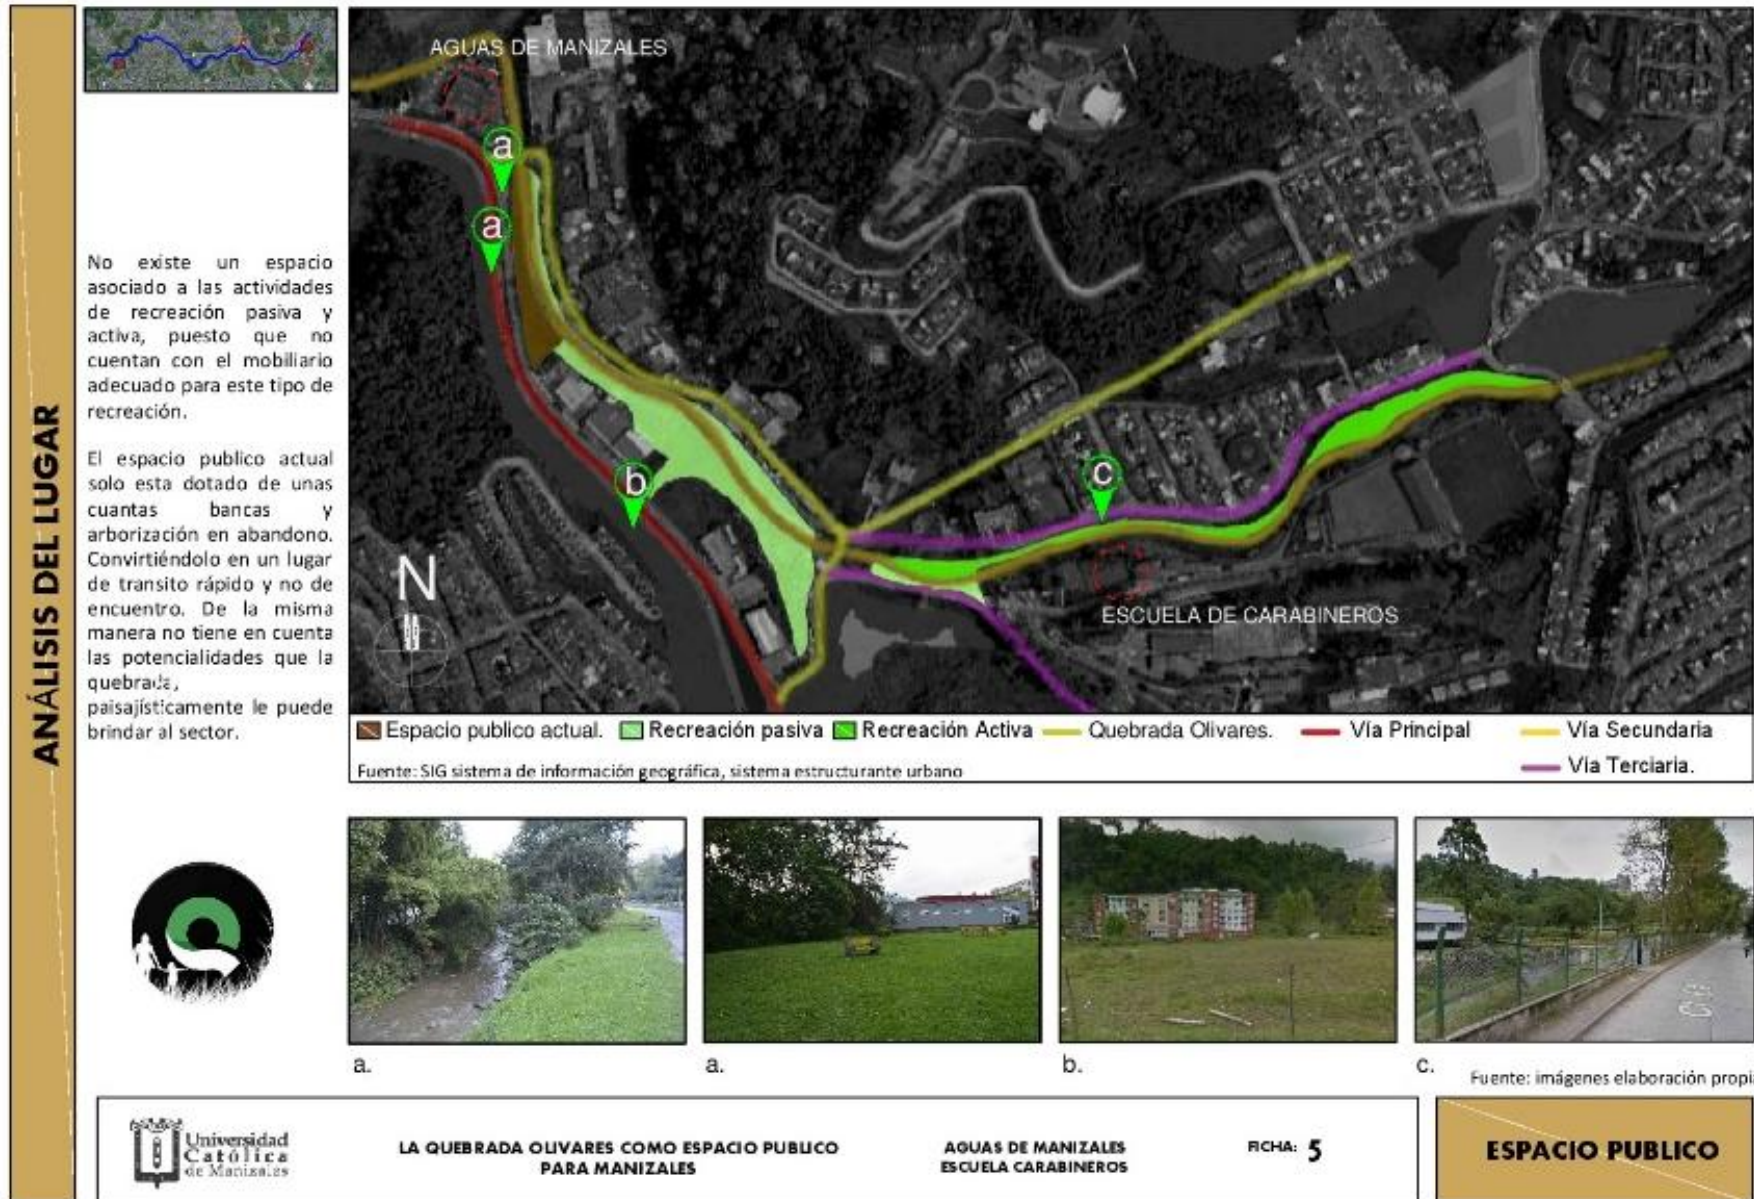 ANÁLISIS DEL LUGAR
No existe un espacio
asociado a las actividades
de recreación pasiva y
activa, puesto que no
cuentan con el mobiliario
adecuado para este tipo de
recreación.
El espacio publico actual
solo esta dotado de unas
cuantas bancas y
arborización en abandono.
Convirtiéndolo en un lugar
de transito rápido y no de
encuentro. De la misma
manera no tiene en cuenta
las potencialidades que la
quebrada,
paisajísticamente le puede
brindar al sector.
AGUAS DE MANIZALES
a
a
b
c
N
ESCUELA DE CARABINEROS
Espacio publico actual.
Recreación pasiva
Recreación Activa
Quebrada Olivares.
Vía Principal
Vía Secundaria
Vía Terciaria.
Fuente: SIG sistema de información geográfica, sistema estructurante urbano
a.
a.
b.
c.
Fuente: imágenes elaboración propi
Universidad
Católica
de Manizales
LA QUEBRADA OLIVARES COMO ESPACIO PUBLICO
PARA MANIZALES
AGUAS DE MANIZALES
ESCUELA CARABINEROS
FICHA: 5
ESPACIO PUBLICO